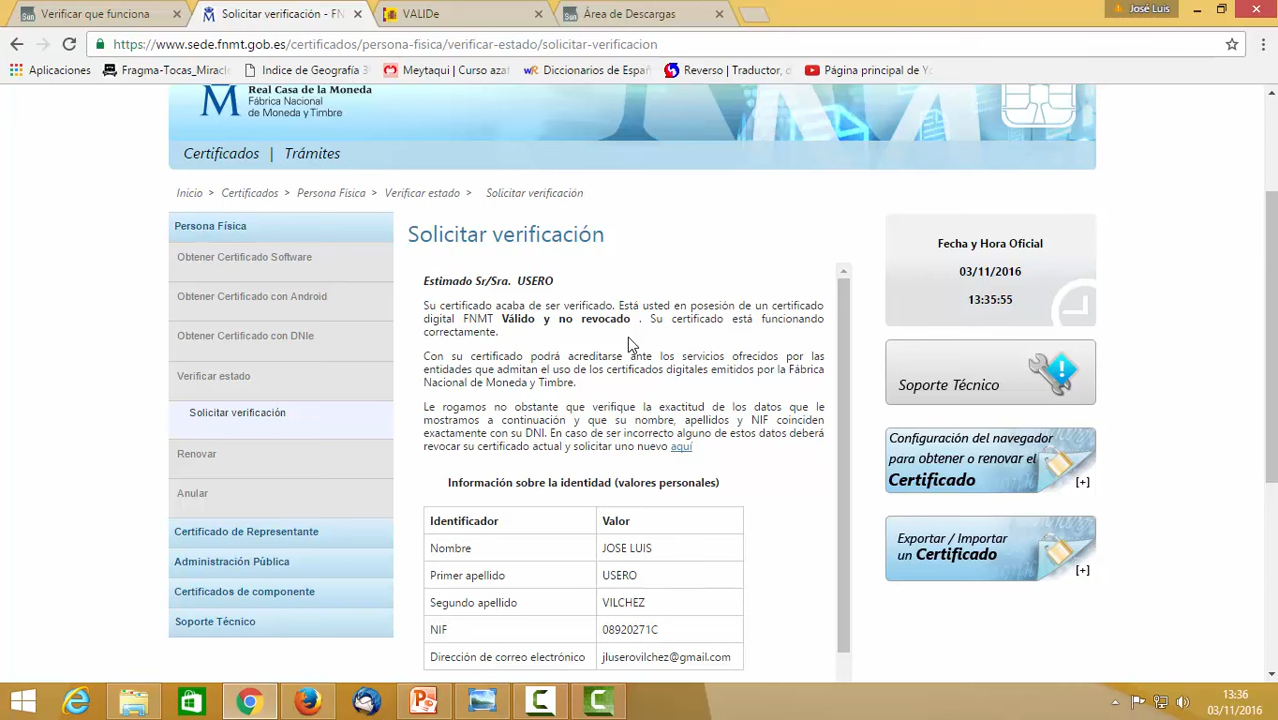 Verificar que funciona
Solicitar verificación - FN
VALIDe
Área de Descargas
José Luis
https://www.sede.fnmt.gob.es/certificados/persona-fisica/verificar-estado/solicitar-verificacion
Aplicaciones
Fragma-Tocas_Miracle
Indice de Geografía 3
Meytaqui | Curso azat
wR Diccionarios de Españ
Reverso | Traductor, d
Página principal de Yo
Real Casa de la Moneda
Fábrica Nacional
de Moneda y Timbre
Certificados | Trámites
Inicio > Certificados > Persona Física > Verificar estado > Solicitar verificación
Persona Física
Obtener Certificado Software
Obtener Certificado con Android
Obtener Certificado con DNIe
Verificar estado
Solicitar verificación
Renovar
Anular
Certificado de Representante
Administración Pública
Certificados de componente
Soporte Técnico
Solicitar verificación
Estimado Sr/Sra. USERO
Su certificado acaba de ser verificado. Está usted en posesión de un certificado
digital FNMT Válido y no revocado . Su certificado está funcionando
correctamente.
Con su certificado podrá acreditarse ante los servicios ofrecidos por las
entidades que admitan el uso de los certificados digitales emitidos por la Fábrica
Nacional de Moneda y Timbre.
Le rogamos no obstante que verifique la exactitud de los datos que le
mostramos a continuación y que su nombre, apellidos y NIF coinciden
exactamente con su DNI. En caso de ser incorrecto alguno de estos datos deberá
revocar su certificado actual y solicitar uno nuevo aquí
Información sobre la identidad (valores personales)
Identificador Valor
Nombre JOSE LUIS
Primer apellido USERO
Segundo apellido VILCHEZ
NIF 08920271C
Dirección de correo electrónico jluserovilchez@gmail.com
Fecha y Hora Oficial
03/11/2016
13:35:55
Soporte Técnico
Configuración del navegador
para obtener o renovar el
Certificado
[+]
Exportar / Importar
un Certificado
[+]
13:36
03/11/2016